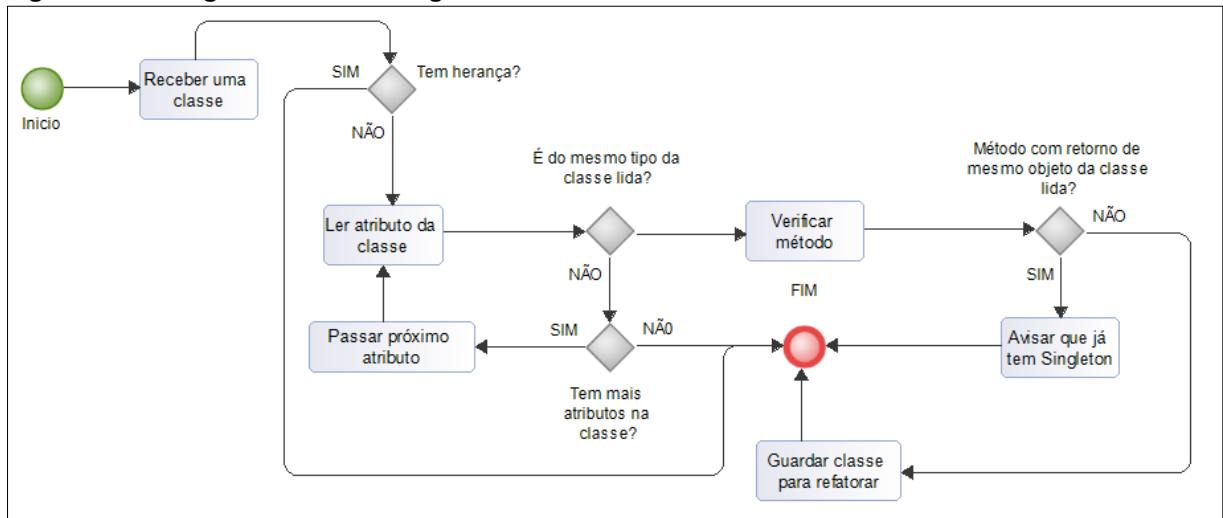 Receber uma
classe
Inicio
SIM
Tem herança?
NÃO
Ler atributo da
classe
É do mesmo tipo da
classe lida?
NÃO
Verificar
método
Método com retorno de
mesmo objeto da classe
lida?
NÃO
SIM
FIM
Passar próximo
atributo
SIM
NÃ0
Tem mais
atributos na
classe?
Avisar que já
tem Singleton
Guardar classe
para refatorar